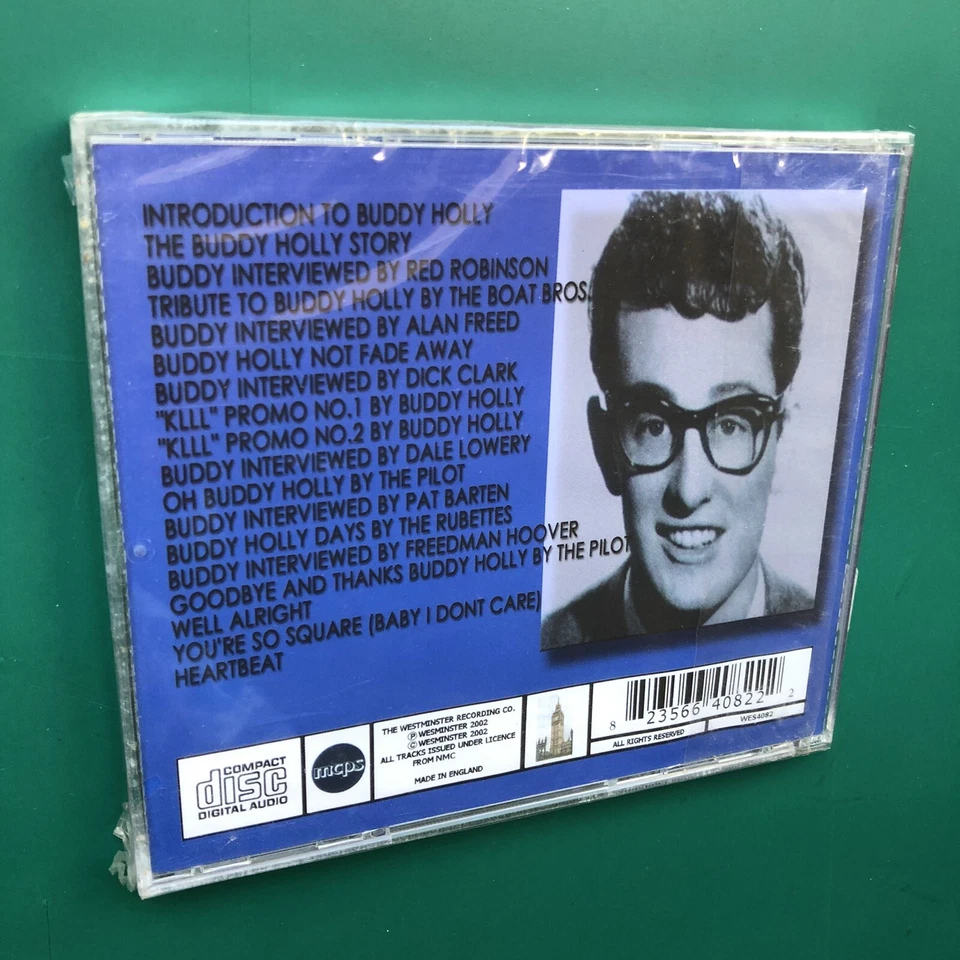 INTRODUCTION TO BUDDY HOLLY
THE BUDDY HOLLY STORY
BUDDY INTERVIEWED BY RED ROBINSON
TRIBUTE TO BUDDY HOLLY BY THE BOAT BROS.
BUDDY INTERVIEWED BY ALAN FREED
BUDDY HOLLY NOT FADE AWAY
BUDDY INTERVIEWED BY DICK CLARK
"KLLL" PROMO NO.1 BY BUDDY HOLLY
"KLLL" PROMO NO.2 BY BUDDY HOLLY
BUDDY INTERVIEWED BY DALE LOWERY
OH BUDDY HOLLY BY THE PILOT
BUDDY INTERVIEWED BY PAT BARTEN
BUDDY HOLLY DAYS BY THE RUBETTES
BUDDY INTERVIEWED BY FREEDMAN HOOVER
GOODBYE AND THANKS BUDDY HOLLY BY THE PILOT
WELL ALRIGHT
YOU'RE SO SQUARE (BABY I DONT CARE)
HEARTBEAT
COMPACT
disc
DIGITAL AUDIO
mcps
THE WESTMINSTER RECORDING CO.
Ⓟ WESMINSTER 2002
© WESMINSTER 2002
ALL TRACKS ISSUED UNDER LICENCE
FROM NMC
MADE IN ENGLAND
8 23566 40822 2
ALL RIGHTS RESERVED
WES4082